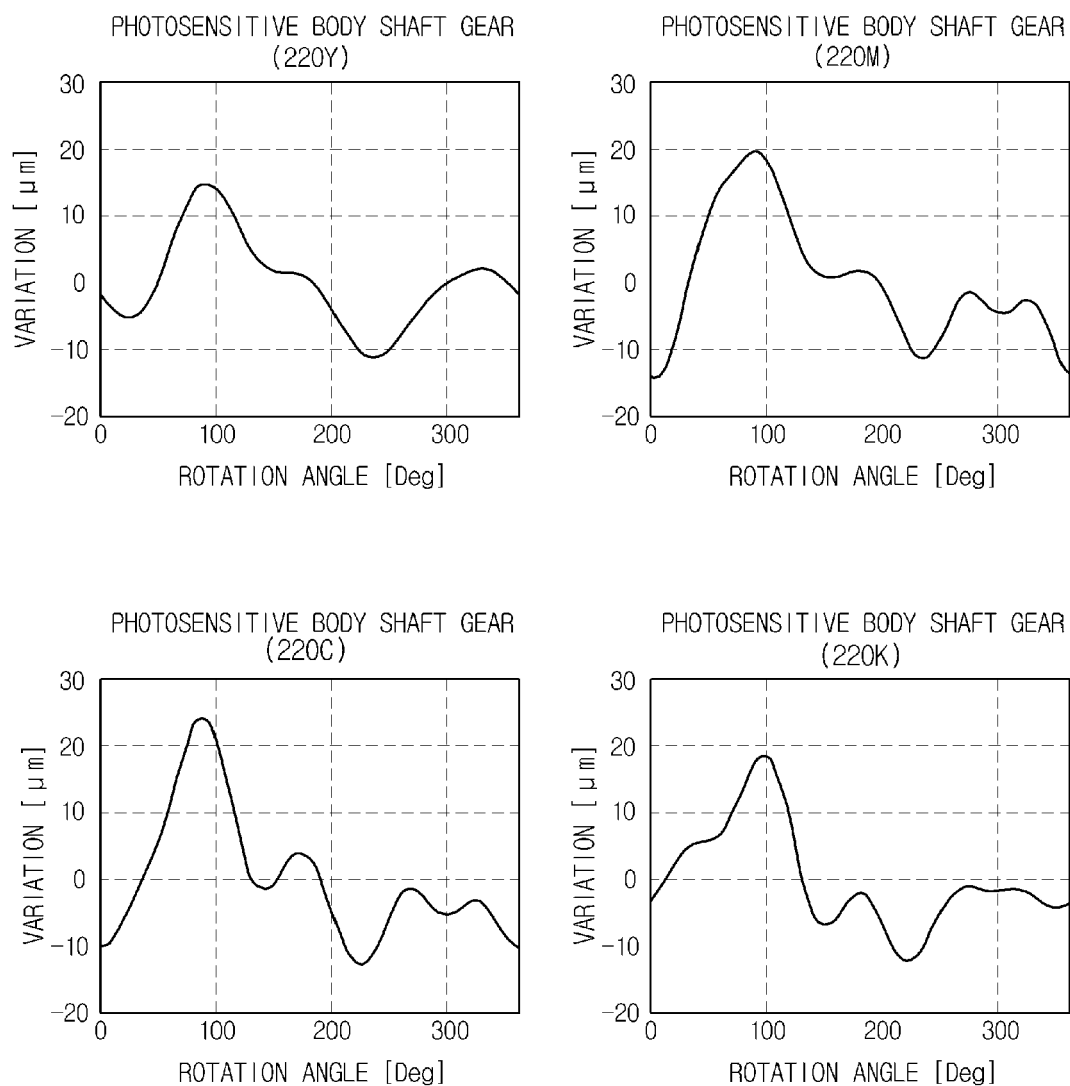 PHOTOSENSITIVE BODY SHAFT GEAR
(220Y)
30
20
10
0
−10
−20
VARIATION [μm]
0 100 200 300
ROTATION ANGLE [Deg]
PHOTOSENSITIVE BODY SHAFT GEAR
(220M)
30
20
10
0
−10
−20
VARIATION [μm]
0 100 200 300
ROTATION ANGLE [Deg]
PHOTOSENSITIVE BODY SHAFT GEAR
(220C)
30
20
10
0
−10
−20
VARIATION [μm]
0 100 200 300
ROTATION ANGLE [Deg]
PHOTOSENSITIVE BODY SHAFT GEAR
(220K)
30
20
10
0
−10
−20
VARIATION [μm]
0 100 200 300
ROTATION ANGLE [Deg]